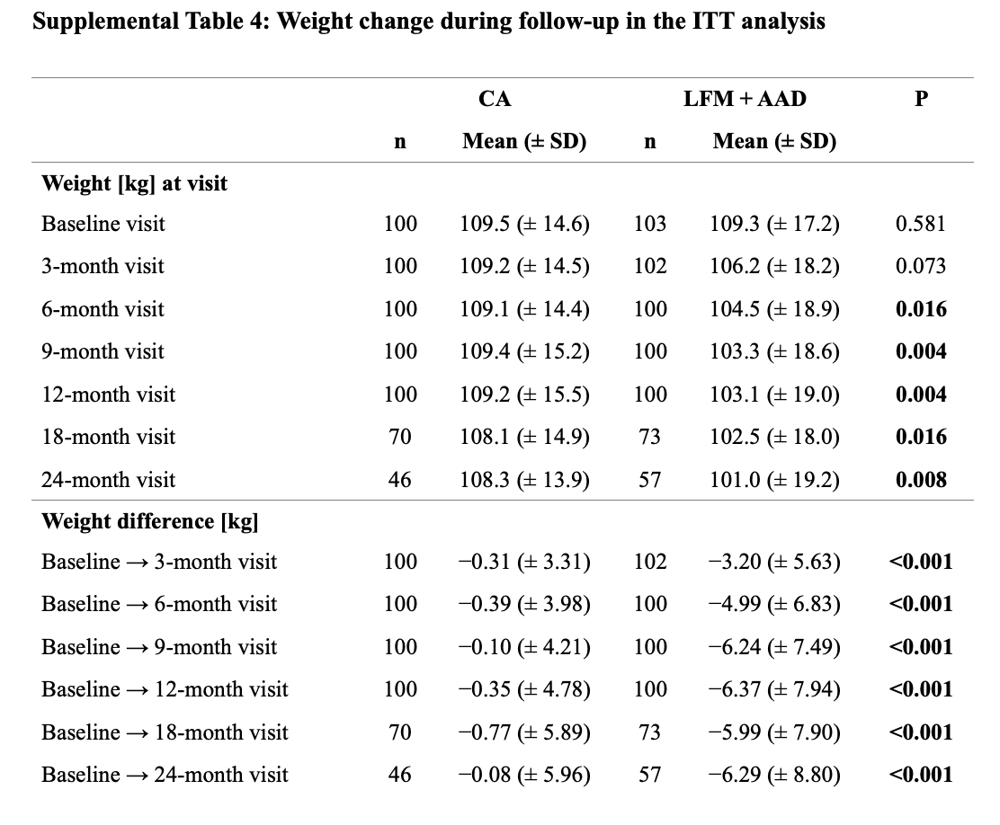 Supplemental Table 4: Weight change during follow-up in the ITT analysis
CA LFM + AAD P
n Mean (± SD) n Mean (± SD)
Weight [kg] at visit
Baseline visit 100 109.5 (± 14.6) 103 109.3 (± 17.2) 0.581
3-month visit 100 109.2 (± 14.5) 102 106.2 (± 18.2) 0.073
6-month visit 100 109.1 (± 14.4) 100 104.5 (± 18.9) 0.016
9-month visit 100 109.4 (± 15.2) 100 103.3 (± 18.6) 0.004
12-month visit 100 109.2 (± 15.5) 100 103.1 (± 19.0) 0.004
18-month visit 70 108.1 (± 14.9) 73 102.5 (± 18.0) 0.016
24-month visit 46 108.3 (± 13.9) 57 101.0 (± 19.2) 0.008
Weight difference [kg]
Baseline → 3-month visit 100 −0.31 (± 3.31) 102 −3.20 (± 5.63) <0.001
Baseline → 6-month visit 100 −0.39 (± 3.98) 100 −4.99 (± 6.83) <0.001
Baseline → 9-month visit 100 −0.10 (± 4.21) 100 −6.24 (± 7.49) <0.001
Baseline → 12-month visit 100 −0.35 (± 4.78) 100 −6.37 (± 7.94) <0.001
Baseline → 18-month visit 70 −0.77 (± 5.89) 73 −5.99 (± 7.90) <0.001
Baseline → 24-month visit 46 −0.08 (± 5.96) 57 −6.29 (± 8.80) <0.001